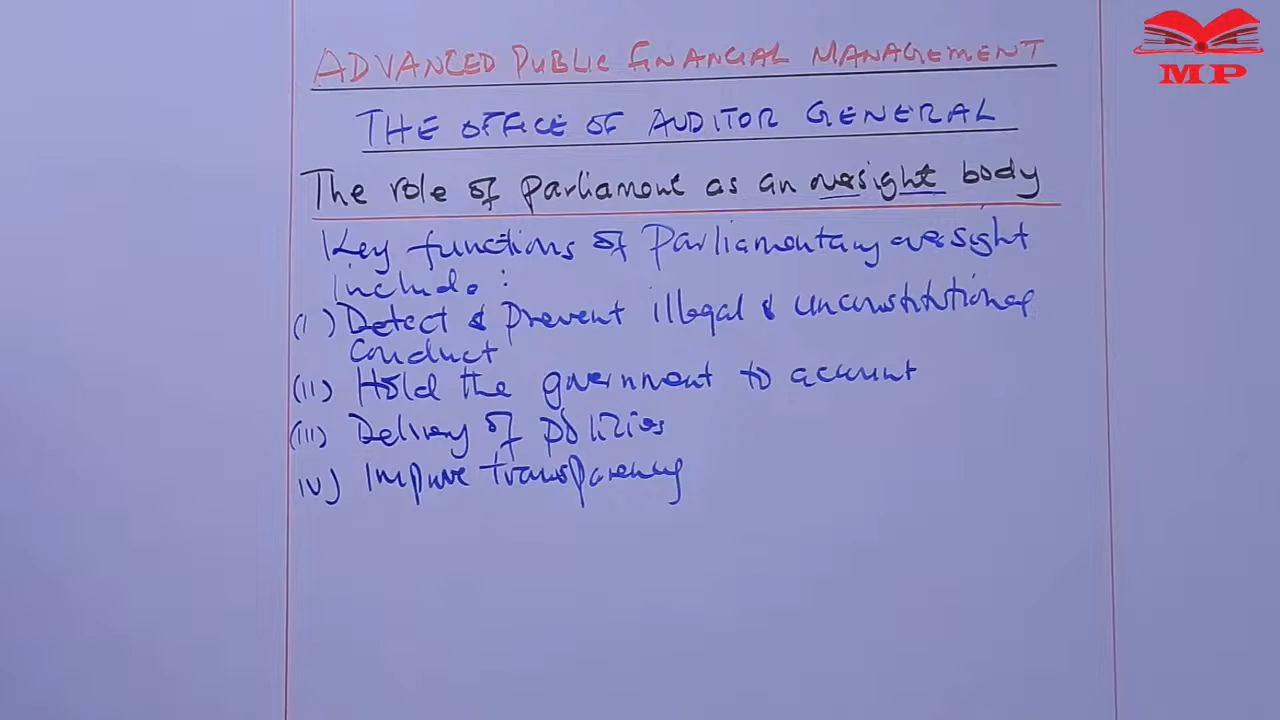 ADVANCED PUBLIC FINANCIAL MANAGEMENT
THE OFFICE OF AUDITOR GENERAL
The role of parliament as an oversight body
Key functions of Parliamentary oversight
include:
(i) Detect & prevent illegal & unconstitutional
conduct
(ii) Hold the government to account
(iii) Delivery of policies
iv) Improve transparency
MP